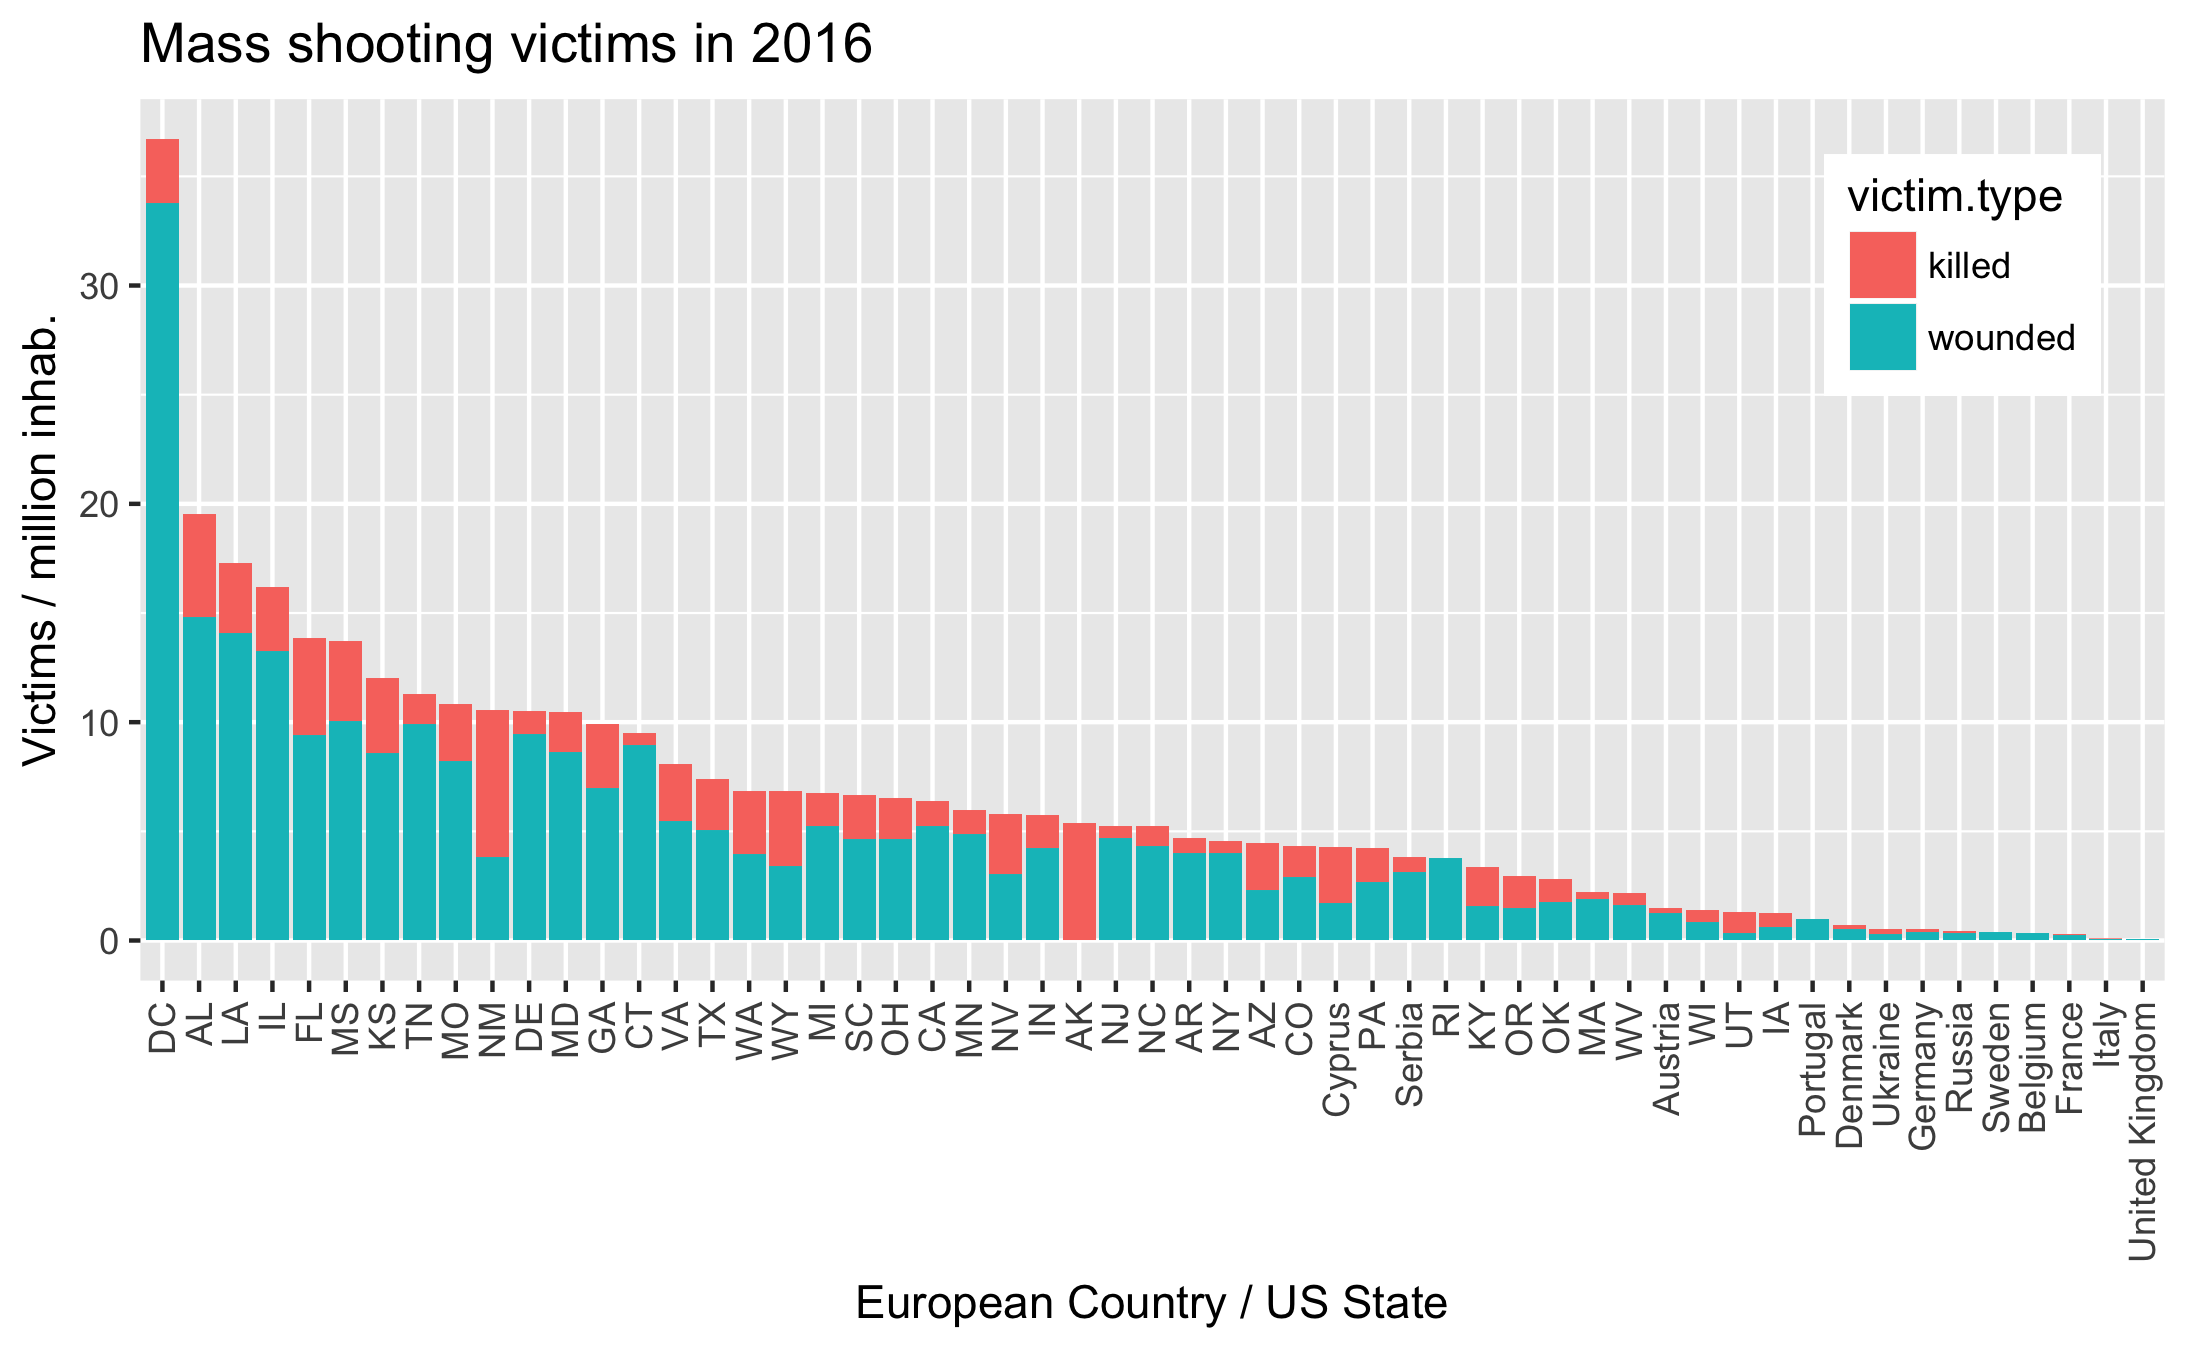 Mass shooting victims in 2016
Victims / million inhab.
30
20
10
0
victim.type
killed
wounded
DC
AL
LA
IL
FL
MS
KS
TN
MO
NM
DE
MD
GA
CT
VA
TX
WA
WY
MI
SC
OH
CA
MN
NV
IN
AK
NJ
NC
AR
NY
AZ
CO
Cyprus
PA
Serbia
RI
KY
OR
OK
MA
WV
Austria
WI
UT
IA
Portugal
Denmark
Ukraine
Germany
Russia
Sweden
Belgium
France
Italy
United Kingdom
European Country / US State